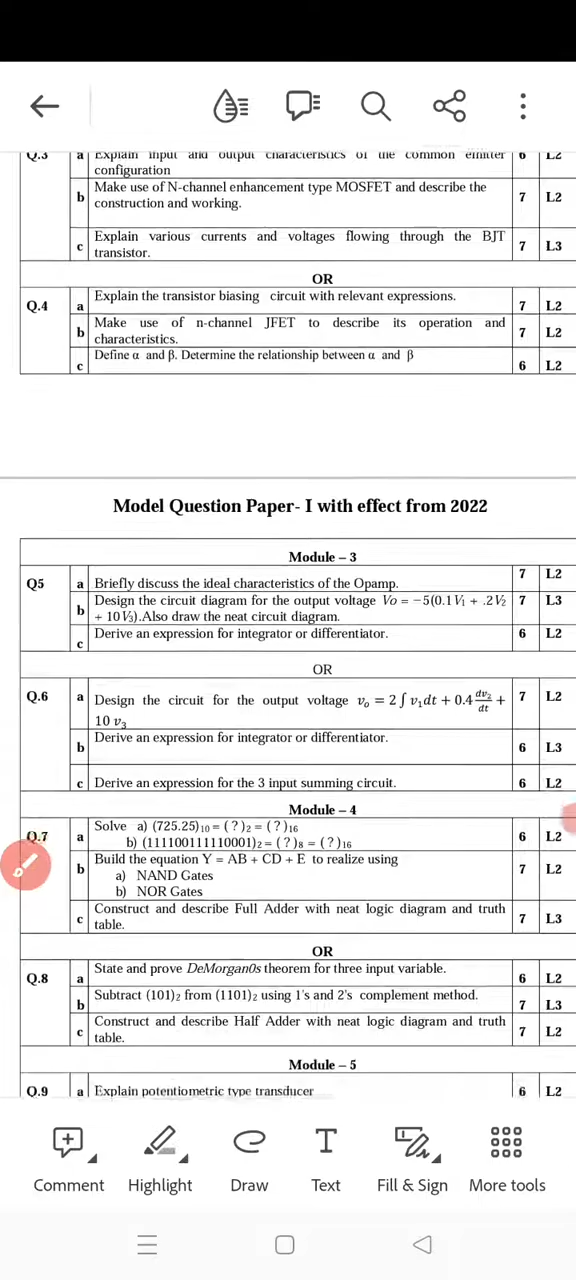 Q.3 a Explain input and output characteristics of the common emitter 6 L2
configuration
b Make use of N-channel enhancement type MOSFET and describe the 7 L2
construction and working.
c Explain various currents and voltages flowing through the BJT 7 L3
transistor.
OR
Q.4 a Explain the transistor biasing circuit with relevant expressions. 7 L2
b Make use of n-channel JFET to describe its operation and 7 L2
characteristics.
c Define α and β. Determine the relationship between α and β 6 L2
Model Question Paper- I with effect from 2022
Module – 3
Q5 a Briefly discuss the ideal characteristics of the Opamp. 7 L2
b Design the circuit diagram for the output voltage Vo = −5(0.1 V₁ + .2 V₂ 7 L3
+ 10 V₃).Also draw the neat circuit diagram.
c Derive an expression for integrator or differentiator. 6 L2
OR
Q.6 a Design the circuit for the output voltage vₒ = 2 ∫ v₁dt + 0.4 dv₂/dt + 7 L2
10 v₃
b Derive an expression for integrator or differentiator. 6 L3
c Derive an expression for the 3 input summing circuit. 6 L2
Module – 4
Q.7 a Solve a) (725.25)₁₀ = ( ? )₂ = ( ? )₁₆ 6 L2
b) (111100111110001)₂ = ( ? )₈ = ( ? )₁₆
b Build the equation Y = AB + CD + E to realize using 7 L2
a) NAND Gates
b) NOR Gates
c Construct and describe Full Adder with neat logic diagram and truth 7 L3
table.
OR
Q.8 a State and prove DeMorgan0s theorem for three input variable. 6 L2
b Subtract (101)₂ from (1101)₂ using 1's and 2's complement method. 7 L3
c Construct and describe Half Adder with neat logic diagram and truth 7 L2
table.
Module – 5
Q.9 a Explain potentiometric type transducer 6 L2
Comment Highlight Draw Text Fill & Sign More tools